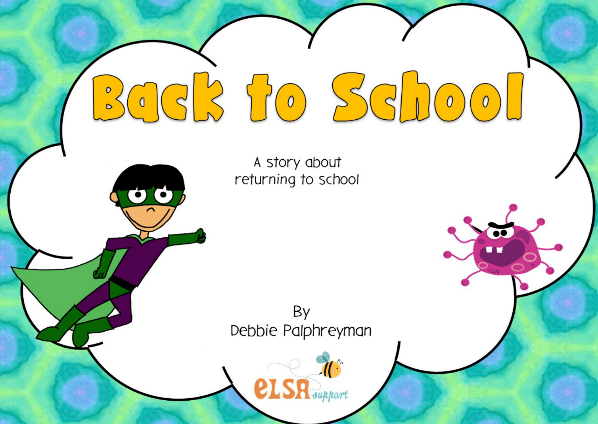 Back to School
A story about
returning to school
By
Debbie Palphreyman
eLSA support